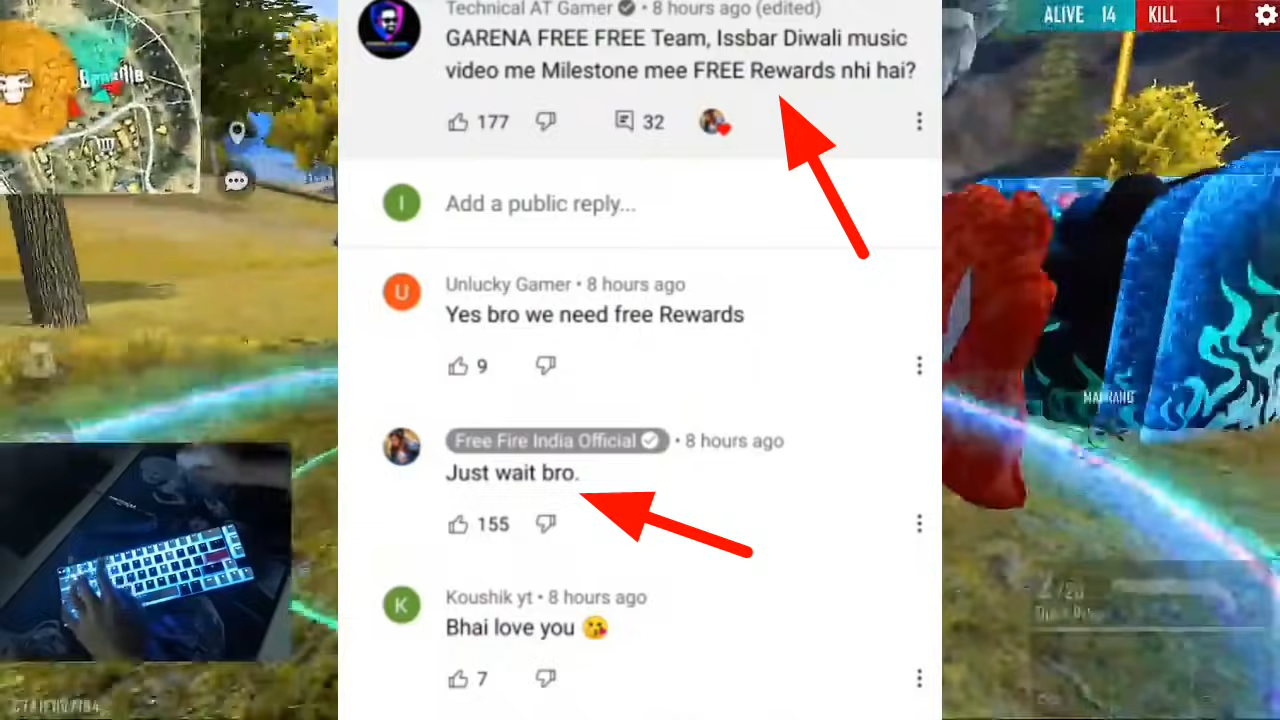 Technical AT Gamer • 8 hours ago (edited)
GARENA FREE FREE Team, Issbar Diwali music
video me Milestone mee FREE Rewards nhi hai?
177 32
I Add a public reply...
U Unlucky Gamer • 8 hours ago
Yes bro we need free Rewards
9
Free Fire India Official • 8 hours ago
Just wait bro.
155
K Koushik yt • 8 hours ago
Bhai love you 😘
7
ALIVE 14 KILL 1